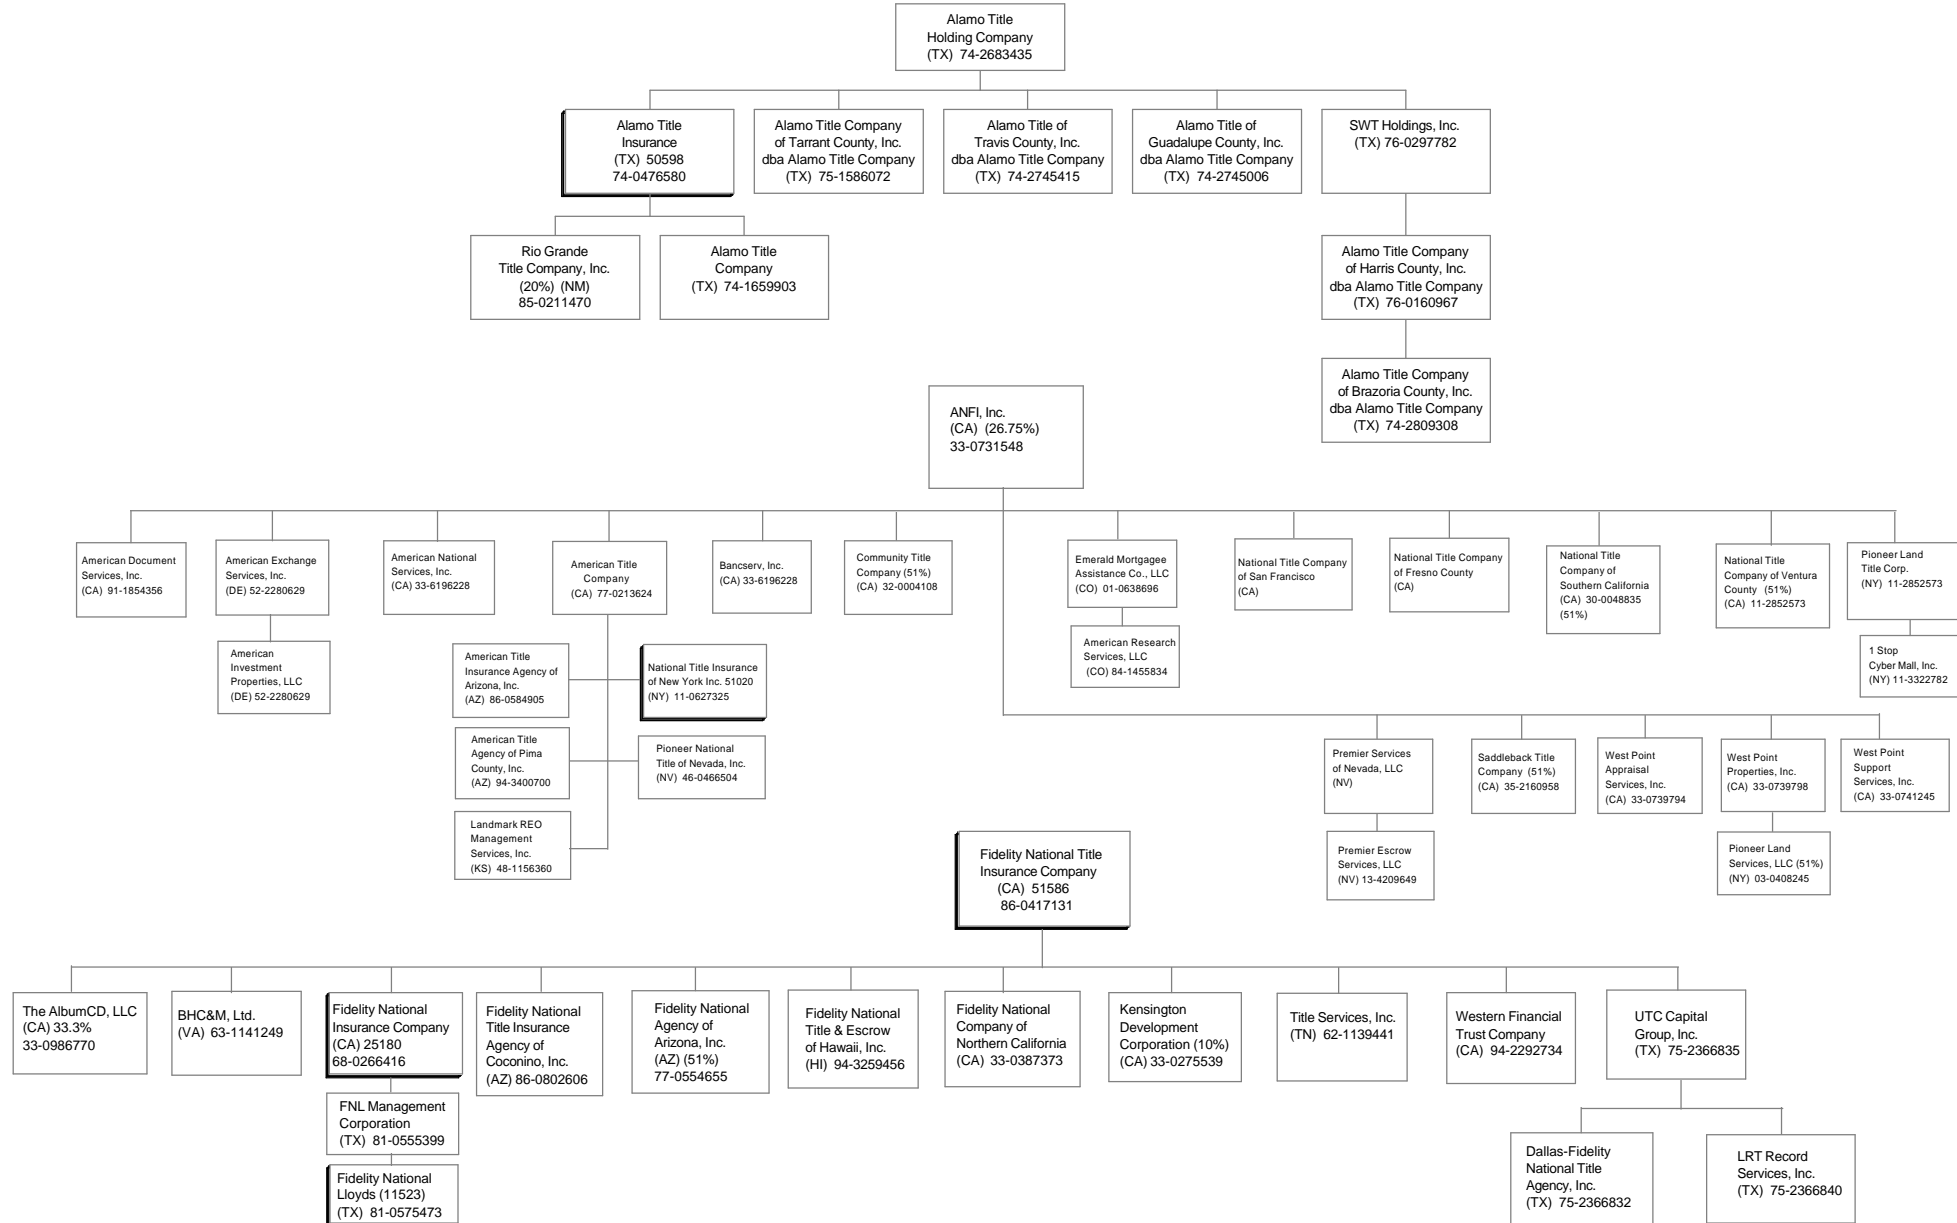 Alamo Title
Holding Company
(TX) 74-2683435
Alamo Title
Insurance
(TX) 50598
74-0476580
Alamo Title Company
of Tarrant County, Inc.
dba Alamo Title Company
(TX) 75-1586072
Alamo Title of
Travis County, Inc.
dba Alamo Title Company
(TX) 74-2745415
Alamo Title of
Guadalupe County, Inc.
dba Alamo Title Company
(TX) 74-2745006
SWT Holdings, Inc.
(TX) 76-0297782
Rio Grande
Title Company, Inc.
(20%) (NM)
85-0211470
Alamo Title
Company
(TX) 74-1659903
Alamo Title Company
of Harris County, Inc.
dba Alamo Title Company
(TX) 76-0160967
Alamo Title Company
of Brazoria County, Inc.
dba Alamo Title Company
(TX) 74-2809308
ANFI, Inc.
(CA) (26.75%)
33-0731548
American Document
Services, Inc.
(CA) 91-1854356
American Exchange
Services, Inc.
(DE) 52-2280629
American National
Services, Inc.
(CA) 33-6196228
American Title
Company
(CA) 77-0213624
Bancserv, Inc.
(CA) 33-6196228
Community Title
Company (51%)
(CA) 32-0004108
Emerald Mortgagee
Assistance Co., LLC
(CO) 01-0638696
National Title Company
of San Francisco
(CA)
National Title Company
of Fresno County
(CA)
National Title
Company of
Southern California
(CA) 30-0048835
(51%)
National Title
Company of Ventura
County (51%)
(CA) 11-2852573
Pioneer Land
Title Corp.
(NY) 11-2852573
American
Investment
Properties, LLC
(DE) 52-2280629
American Title
Insurance Agency of
Arizona, Inc.
(AZ) 86-0584905
National Title Insurance
of New York Inc. 51020
(NY) 11-0627325
American Research
Services, LLC
(CO) 84-1455834
1 Stop
Cyber Mall, Inc.
(NY) 11-3322782
American Title
Agency of Pima
County, Inc.
(AZ) 94-3400700
Pioneer National
Title of Nevada, Inc.
(NV) 46-0466504
Landmark REO
Management
Services, Inc.
(KS) 48-1156360
Premier Services
of Nevada, LLC
(NV)
Saddleback Title
Company (51%)
(CA) 35-2160958
West Point
Appraisal
Services, Inc.
(CA) 33-0739794
West Point
Properties, Inc.
(CA) 33-0739798
West Point
Support
Services, Inc.
(CA) 33-0741245
Premier Escrow
Services, LLC
(NV) 13-4209649
Pioneer Land
Services, LLC (51%)
(NY) 03-0408245
Fidelity National Title
Insurance Company
(CA) 51586
86-0417131
The AlbumCD, LLC
(CA) 33.3%
33-0986770
BHC&M, Ltd.
(VA) 63-1141249
Fidelity National
Insurance Company
(CA) 25180
68-0266416
Fidelity National
Title Insurance
Agency of
Coconino, Inc.
(AZ) 86-0802606
Fidelity National
Agency of
Arizona, Inc.
(AZ) (51%)
77-0554655
Fidelity National
Title & Escrow
of Hawaii, Inc.
(HI) 94-3259456
Fidelity National
Company of
Northern California
(CA) 33-0387373
Kensington
Development
Corporation (10%)
(CA) 33-0275539
Title Services, Inc.
(TN) 62-1139441
Western Financial
Trust Company
(CA) 94-2292734
UTC Capital
Group, Inc.
(TX) 75-2366835
FNL Management
Corporation
(TX) 81-0555399
Fidelity National
Lloyds (11523)
(TX) 81-0575473
Dallas-Fidelity
National Title
Agency, Inc.
(TX) 75-2366832
LRT Record
Services, Inc.
(TX) 75-2366840